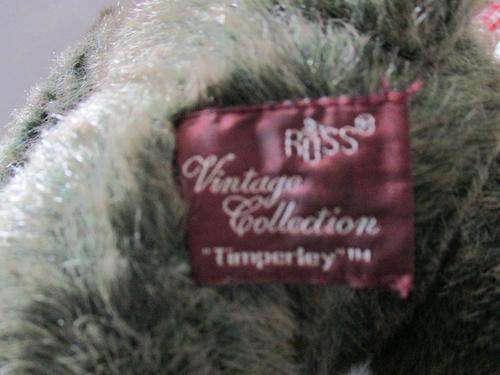 RUSS®
Vintage
Collection
"Timperley"™